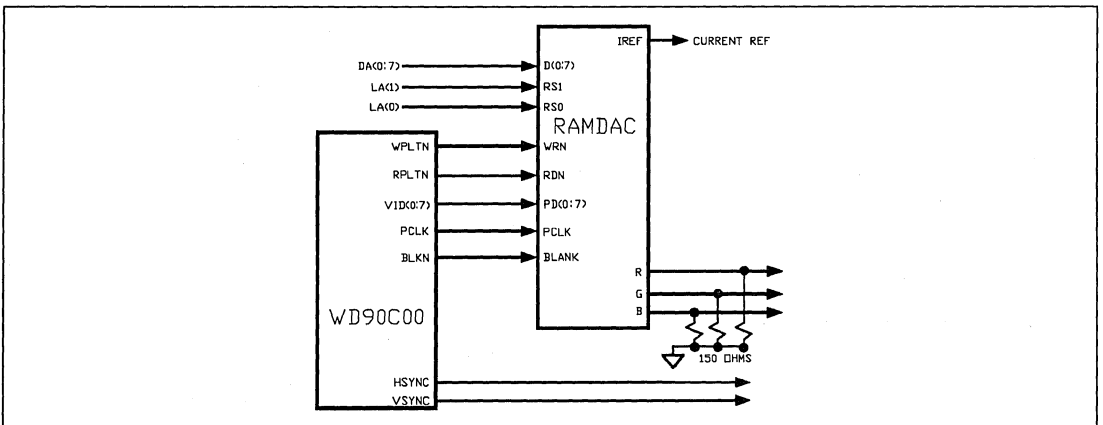 IREF CURRENT REF
DA(0:7) D(0:7)
LA(1) RS1
LA(0) RS0
RAMDAC
WPLTN WRN
RPLTN RDN
VID(0:7) PD(0:7)
PCLK PCLK
BLKN BLANK
R
G
B
WD90C00
150 OHMS
HSYNC
VSYNC